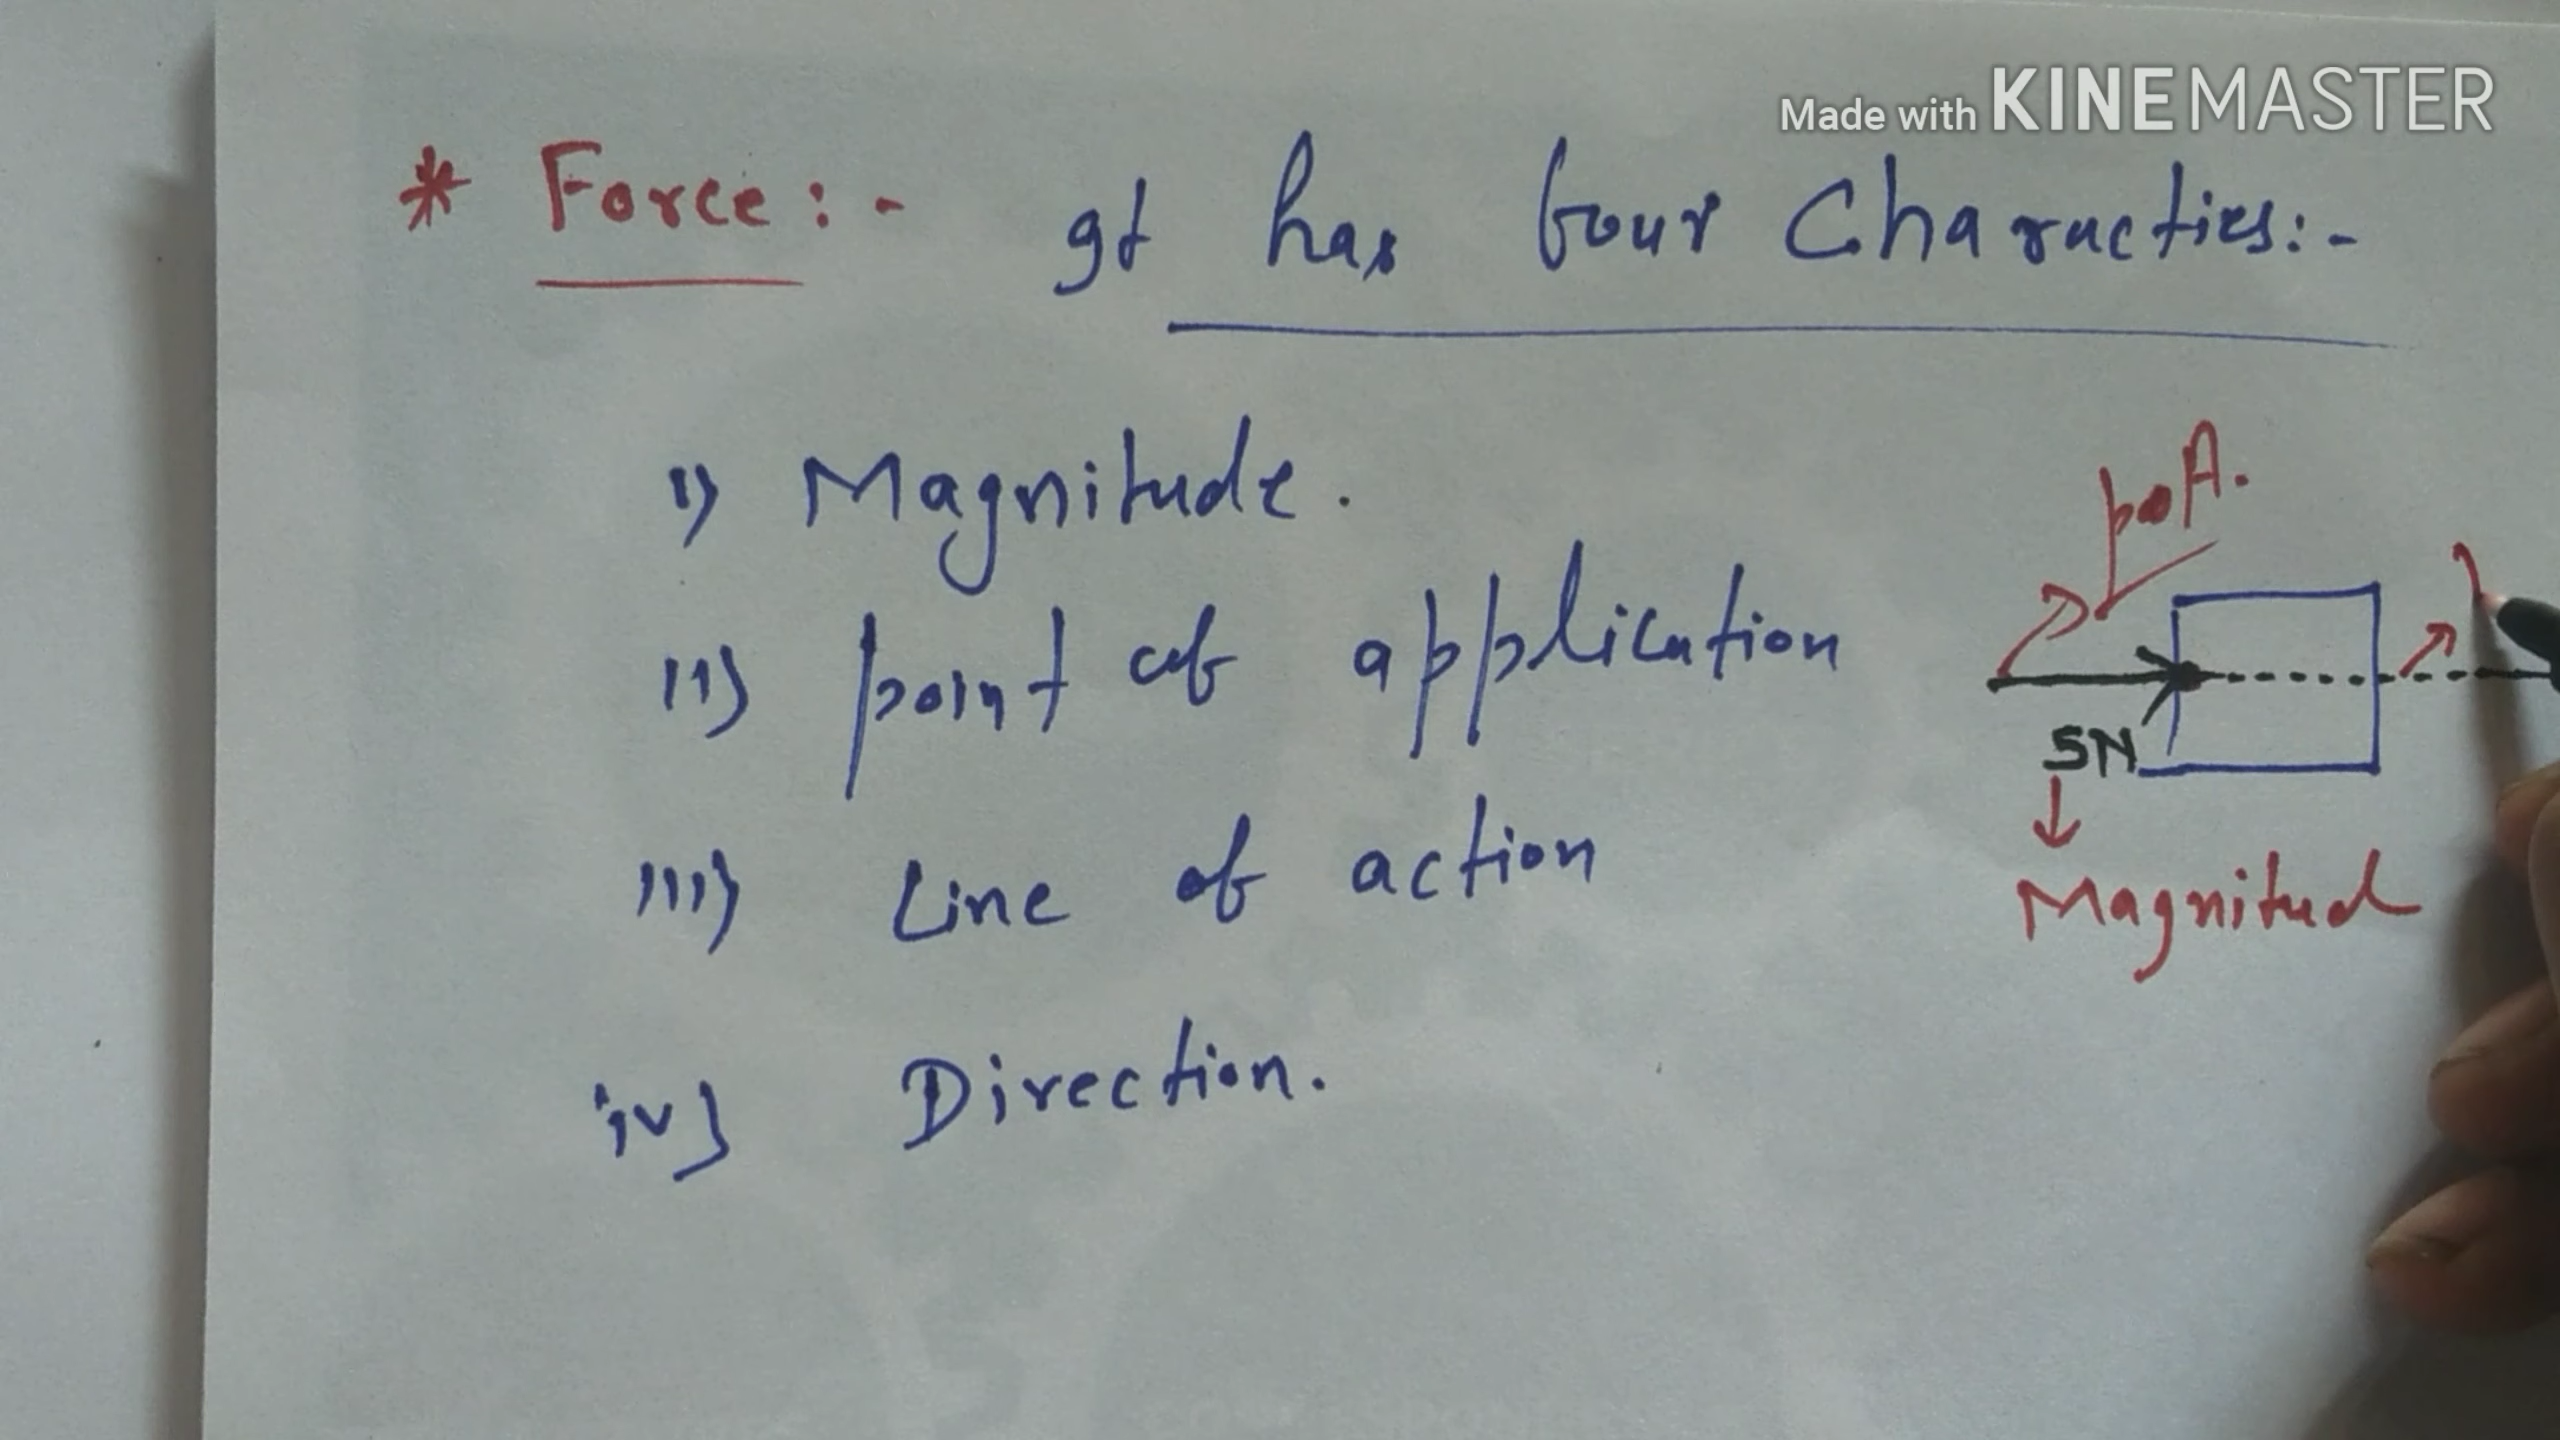 Made with KINEMASTER
* Force :- It has four Characties:-
i) Magnitude.
ii) point of application
iii) Line of action
iv) Direction.
poA.
5N
Magnitud